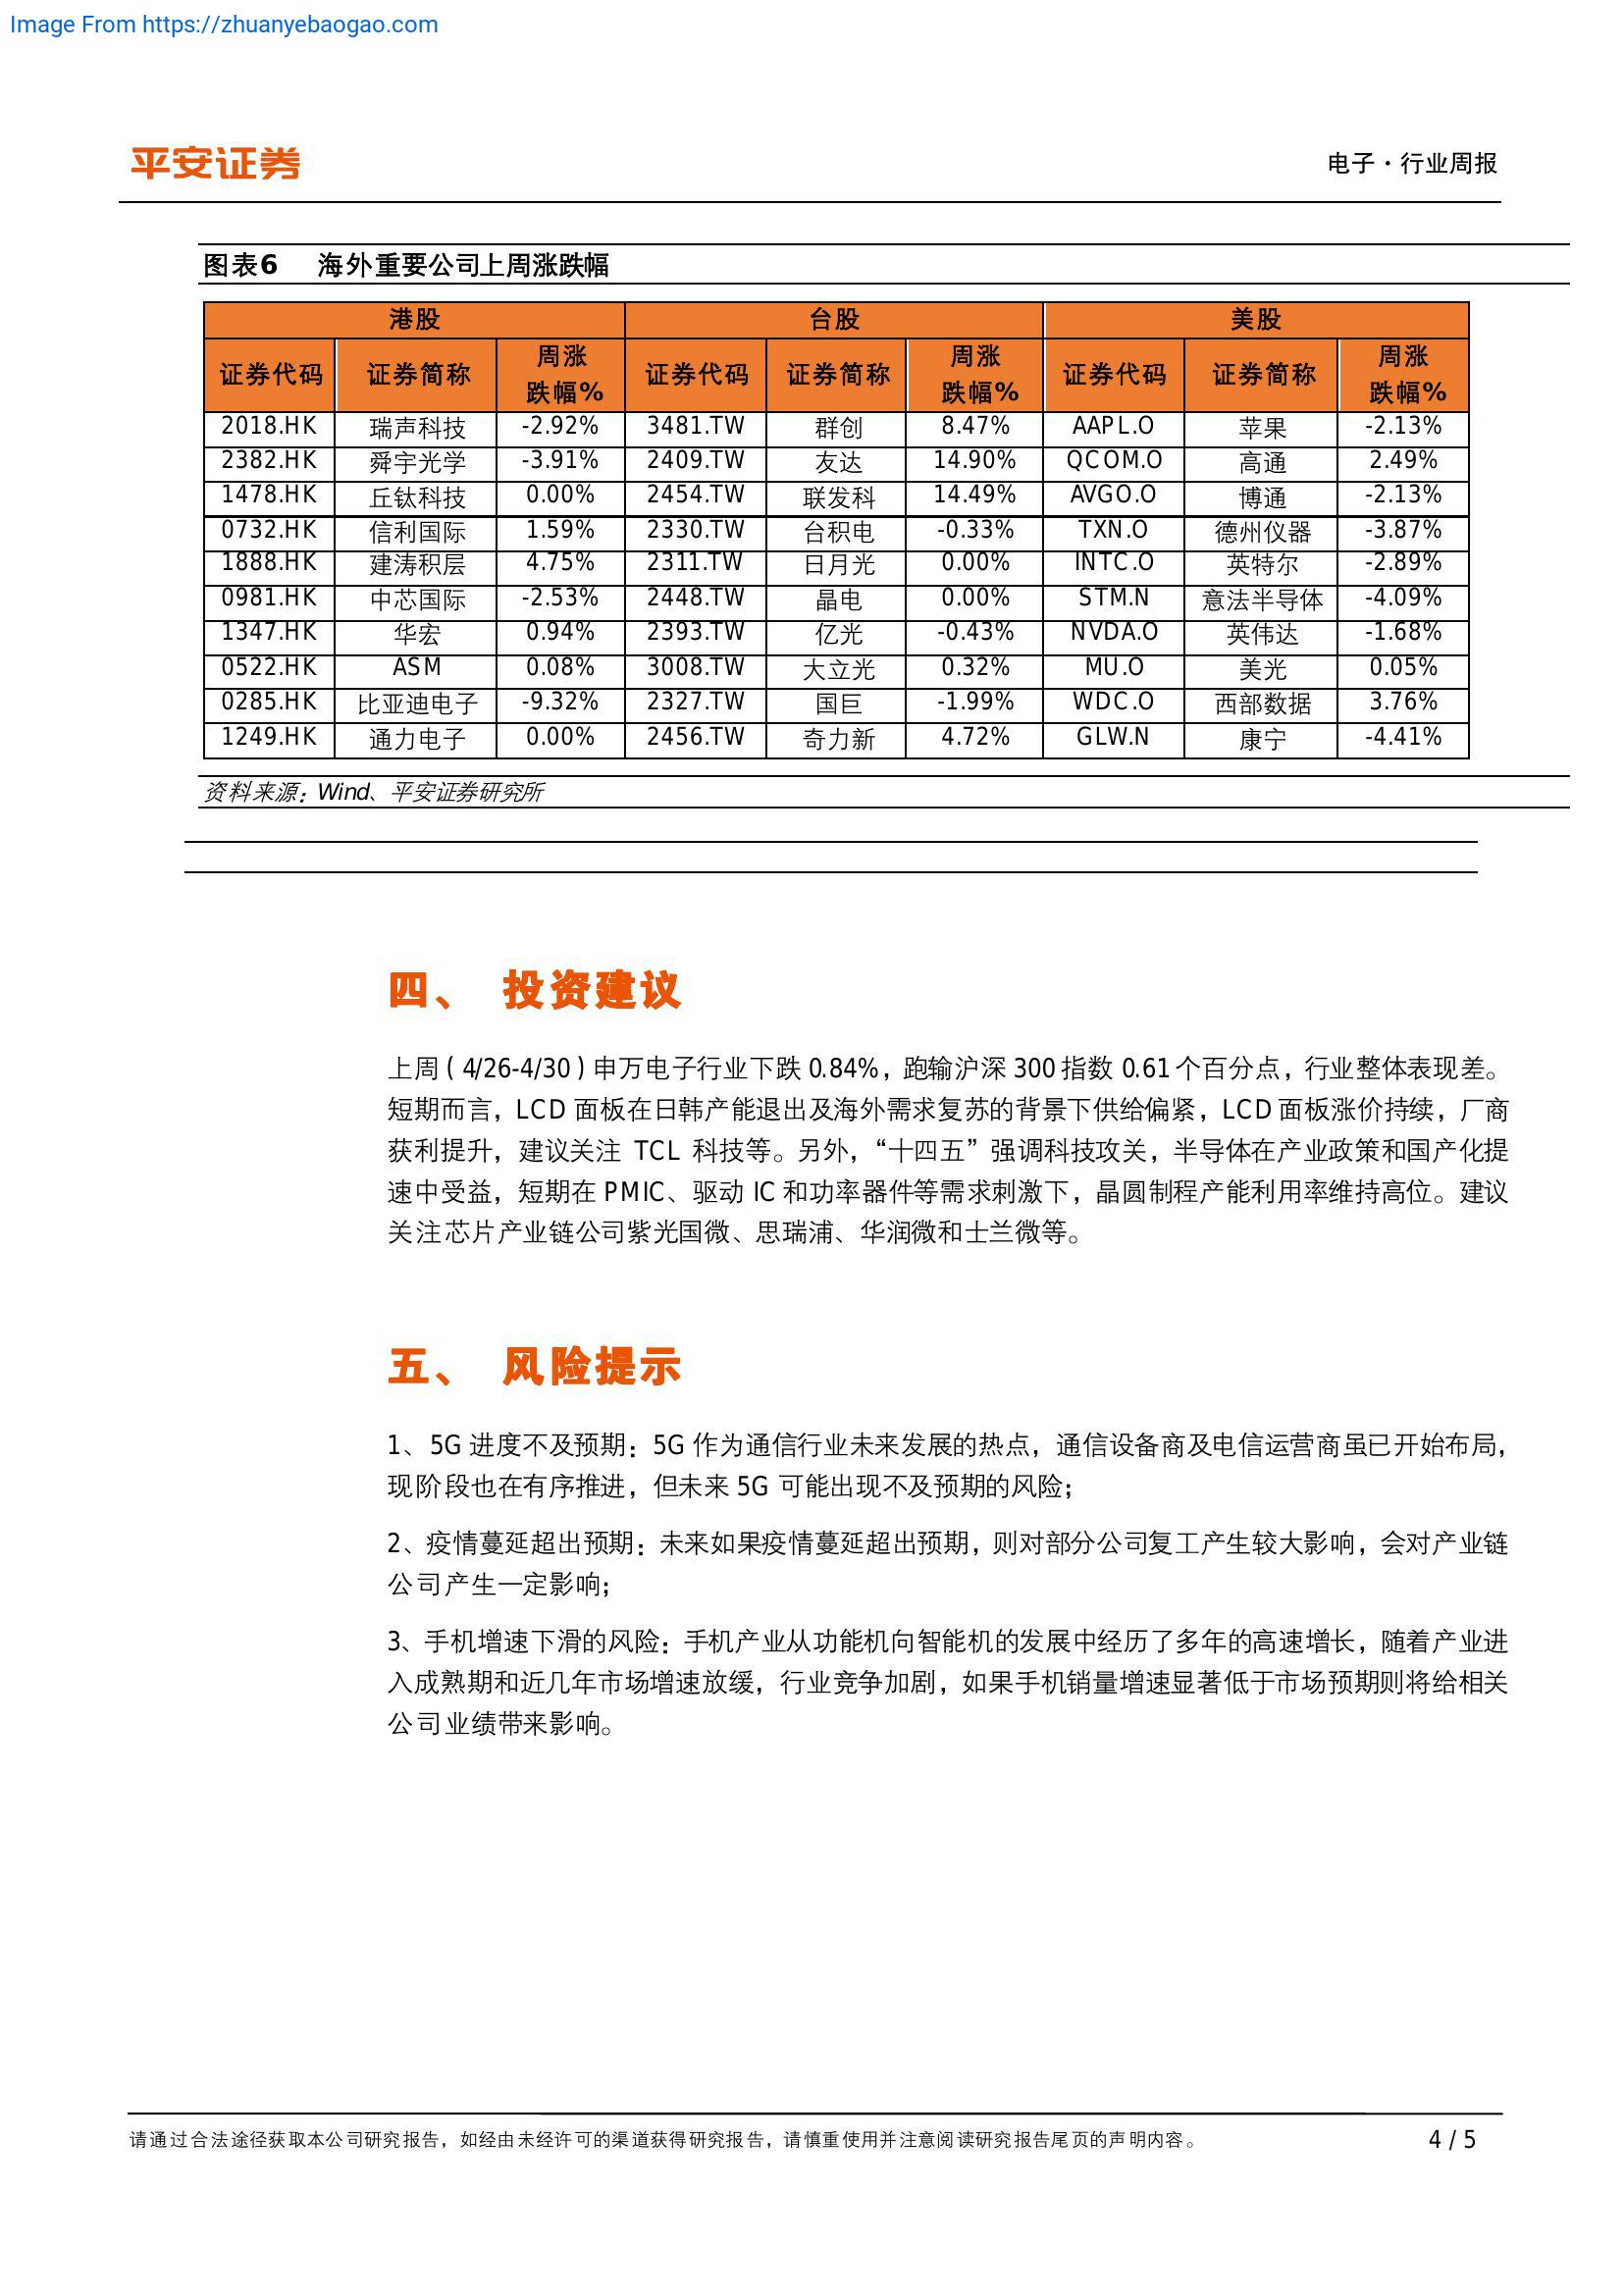 Image From https://zhuanyebaogao.com
平安证券
电子·行业周报
图表6 海外重要公司上周涨跌幅
港股 台股 美股
证券代码 证券简称 周涨跌幅% 证券代码 证券简称 周涨跌幅% 证券代码 证券简称 周涨跌幅%
2018.HK 瑞声科技 -2.92% 3481.TW 群创 8.47% AAPL.O 苹果 -2.13%
2382.HK 舜宇光学 -3.91% 2409.TW 友达 14.90% QCOM.O 高通 2.49%
1478.HK 丘钛科技 0.00% 2454.TW 联发科 14.49% AVGO.O 博通 -2.13%
0732.HK 信利国际 1.59% 2330.TW 台积电 -0.33% TXN.O 德州仪器 -3.87%
1888.HK 建涛积层 4.75% 2311.TW 日月光 0.00% INTC.O 英特尔 -2.89%
0981.HK 中芯国际 -2.53% 2448.TW 晶电 0.00% STM.N 意法半导体 -4.09%
1347.HK 华宏 0.94% 2393.TW 亿光 -0.43% NVDA.O 英伟达 -1.68%
0522.HK ASM 0.08% 3008.TW 大立光 0.32% MU.O 美光 0.05%
0285.HK 比亚迪电子 -9.32% 2327.TW 国巨 -1.99% WDC.O 西部数据 3.76%
1249.HK 通力电子 0.00% 2456.TW 奇力新 4.72% GLW.N 康宁 -4.41%
资料来源：Wind、平安证券研究所
四、 投资建议
上周（4/26-4/30）申万电子行业下跌 0.84%，跑输沪深 300 指数 0.61 个百分点，行业整体表现差。
短期而言，LCD 面板在日韩产能退出及海外需求复苏的背景下供给偏紧，LCD 面板涨价持续，厂商
获利提升，建议关注 TCL 科技等。另外，“十四五”强调科技攻关，半导体在产业政策和国产化提
速中受益，短期在 PMIC、驱动 IC 和功率器件等需求刺激下，晶圆制程产能利用率维持高位。建议
关注芯片产业链公司紫光国微、思瑞浦、华润微和士兰微等。
五、 风险提示
1、5G 进度不及预期：5G 作为通信行业未来发展的热点，通信设备商及电信运营商虽已开始布局，
现阶段也在有序推进，但未来 5G 可能出现不及预期的风险；
2、疫情蔓延超出预期：未来如果疫情蔓延超出预期，则对部分公司复工产生较大影响，会对产业链
公司产生一定影响；
3、手机增速下滑的风险：手机产业从功能机向智能机的发展中经历了多年的高速增长，随着产业进
入成熟期和近几年市场增速放缓，行业竞争加剧，如果手机销量增速显著低于市场预期则将给相关
公司业绩带来影响。
请通过合法途径获取本公司研究报告，如经由未经许可的渠道获得研究报告，请慎重使用并注意阅读研究报告尾页的声明内容。
4 / 5